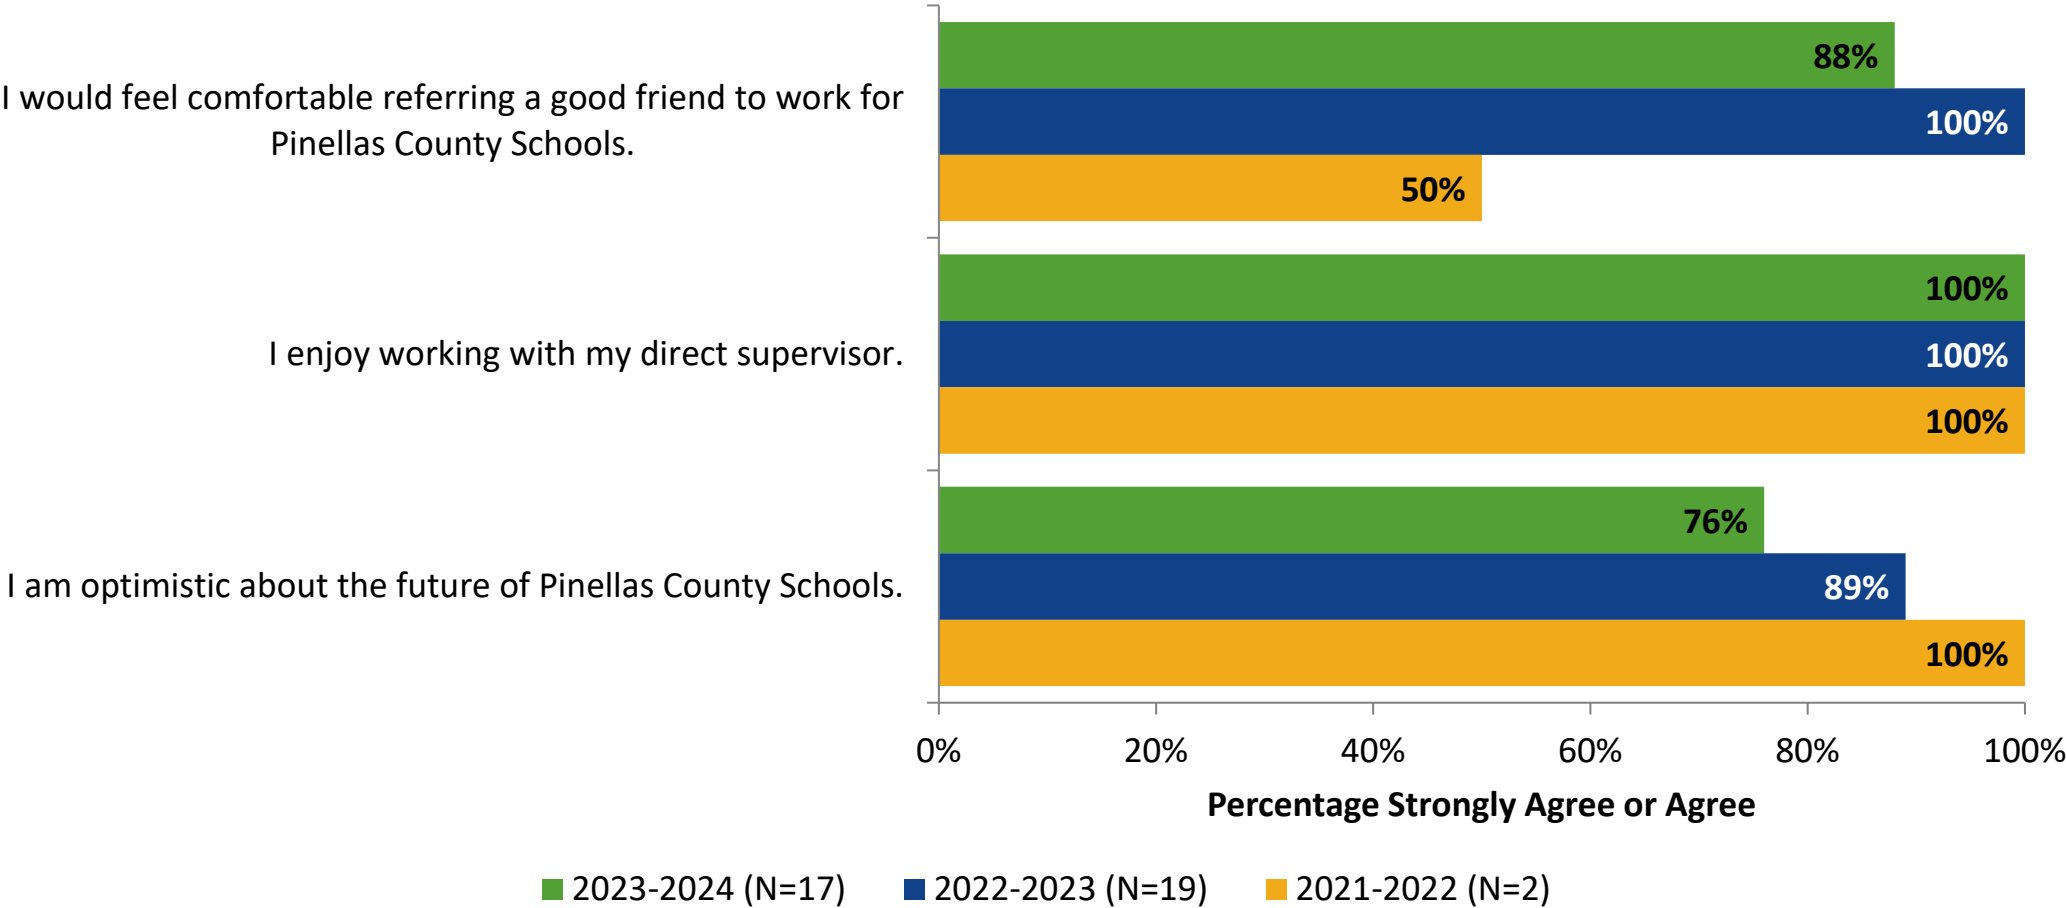 88%
I would feel comfortable referring a good friend to work for
Pinellas County Schools.
100%
50%
100%
I enjoy working with my direct supervisor.
100%
100%
76%
I am optimistic about the future of Pinellas County Schools.
89%
100%
0% 20% 40% 60% 80% 100%
Percentage Strongly Agree or Agree
2023-2024 (N=17) 2022-2023 (N=19) 2021-2022 (N=2)